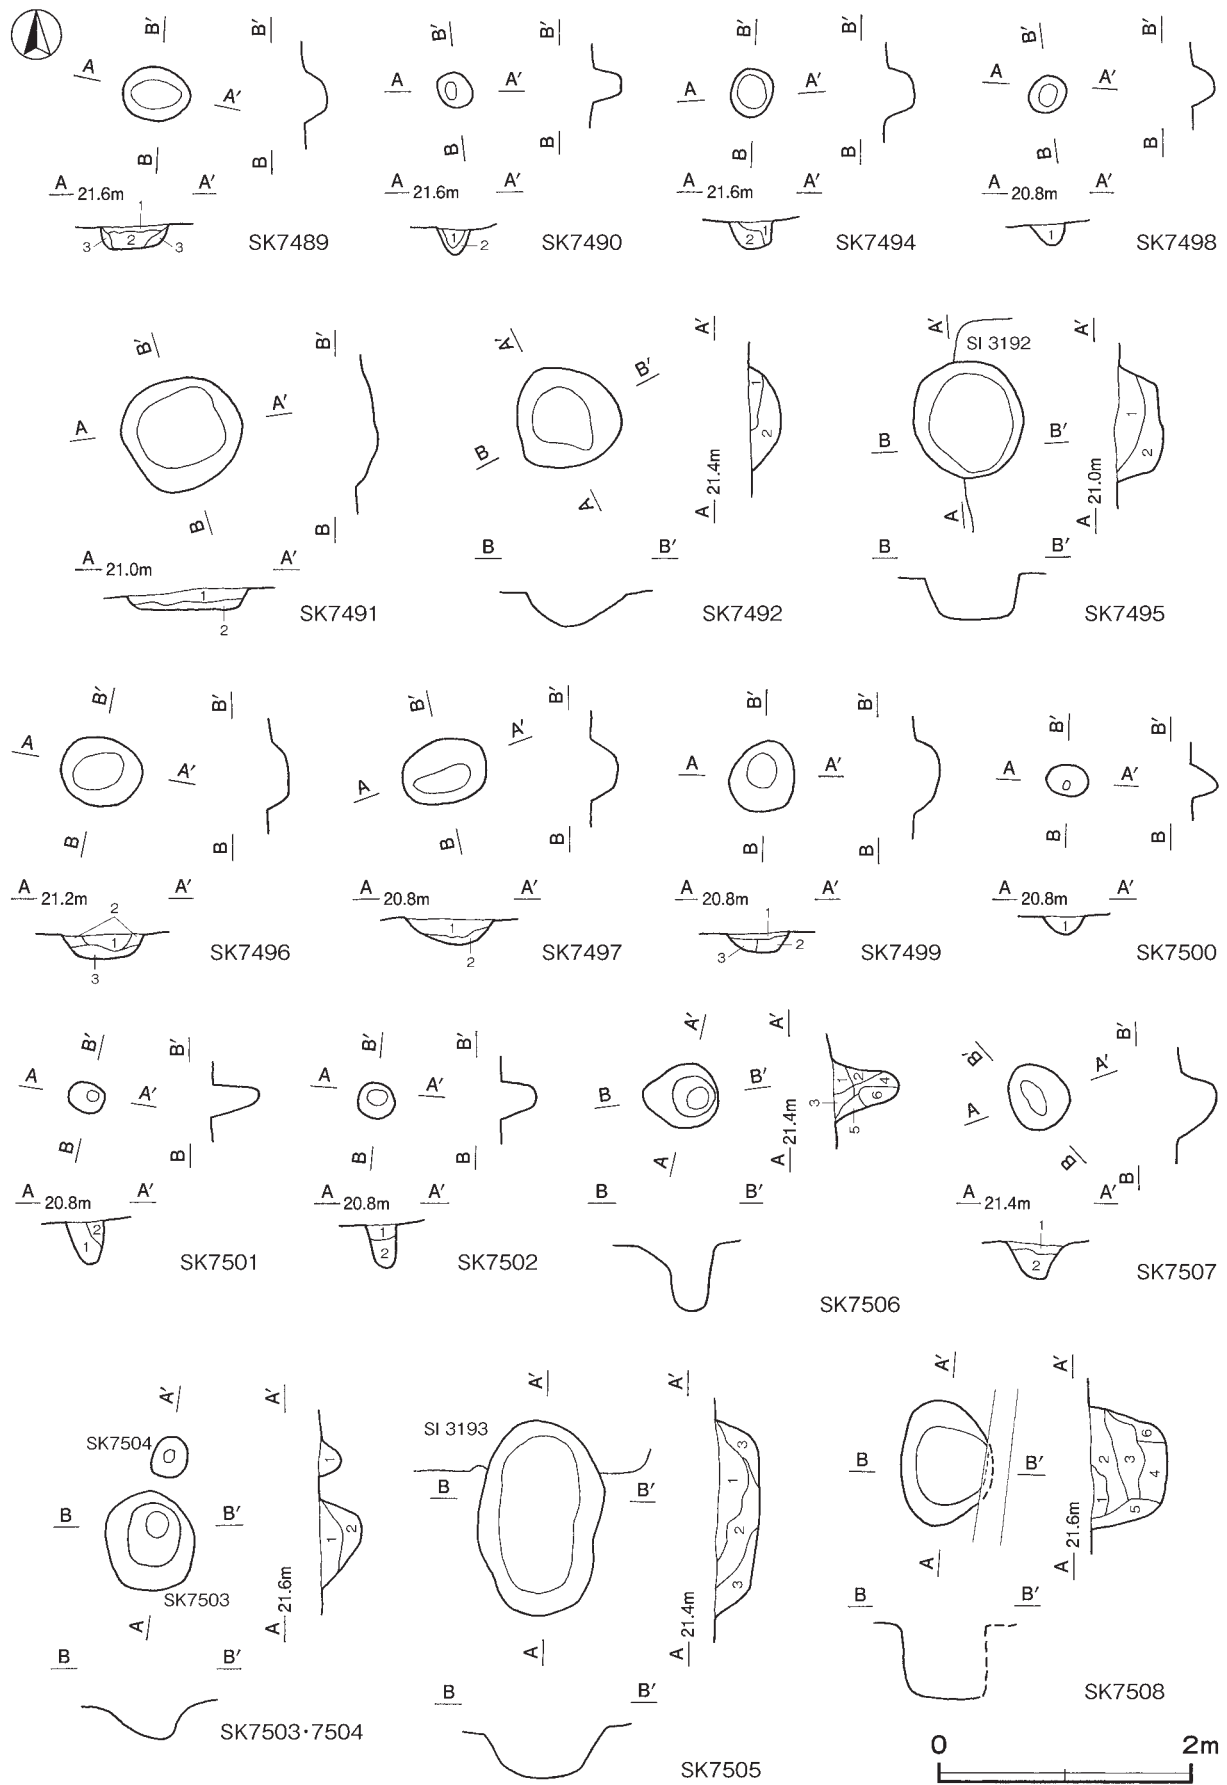 B' B' B' B' B' B' B' B'
A A' A A' A A' A A'
B B B B B B B B
A 21.6m A' A 21.6m A' A 21.6m A' A 20.8m A'
1
3 2 3 SK7489 1 2 SK7490 2 1 SK7494 1 SK7498
B' B' A' A' A' SI 3192 A'
A A' B B' 1 2 B B' 1 2
B B A A 21.4m A A 21.0m
A 21.0m A' B B' B B'
1 2 SK7491 SK7492 SK7495
B' B' B' B' B' B' B' B'
A A' A A' A A' A A'
B B B B B B B B
A 21.2m A' A 20.8m A' A 20.8m A' A 20.8m A'
2 1 3 SK7496 1 2 SK7497 1 3 1 2 SK7499 1 SK7500
B' B' B' B' A' A' B' B'
A A' A A' B B' 1 2 4 3 6 5 A A'
B B B B A A 21.4m B B
A 20.8m A' A 20.8m A' B B' A 21.4m A'
2 1 SK7501 1 2 SK7502 SK7506 1 2 SK7507
A' A' A' A' A' A'
SK7504 1 SI 3193 3 6
B B' 1 2 B B' 1 2 3 B B' 2 3 1 4 5
SK7503
A A 21.6m A A 21.4m A A 21.6m
B B' B B' B B'
SK7503・7504 SK7505 SK7508
0 2m